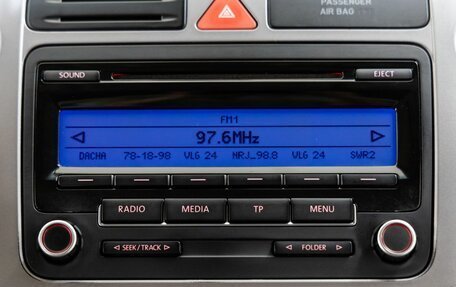 PASSENGER
AIR BAG
SOUND
EJECT
FM1
97.6MHz
DACHA 78-18-98 VLG 24 NRJ_98.8 VLG 24 SWR2
RADIO MEDIA TP MENU
SEEK/TRACK FOLDER